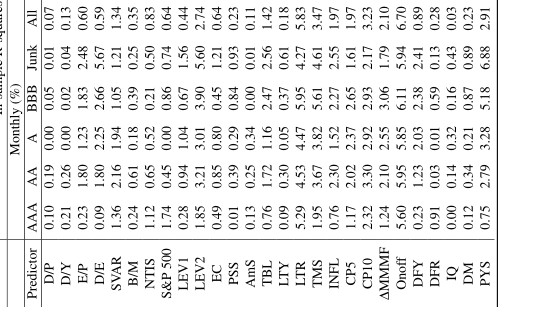 In-sample R-squares
Monthly (%)
Predictor AAA AA A BBB Junk All
D/P 0.10 0.19 0.00 0.05 0.01 0.07
D/Y 0.21 0.26 0.00 0.02 0.04 0.13
E/P 0.23 1.80 1.23 1.83 2.48 0.60
D/E 0.09 1.80 2.25 2.66 5.67 0.59
SVAR 1.36 2.16 1.94 1.05 1.21 1.34
B/M 0.24 0.61 0.18 0.39 0.25 0.35
NTIS 1.12 0.65 0.52 0.21 0.50 0.83
S&P 500 1.74 0.45 0.00 0.86 0.74 0.64
LEV1 0.28 0.94 1.04 0.67 1.56 0.44
LEV2 1.85 3.21 3.01 3.90 5.60 2.74
EC 0.49 0.85 0.80 0.45 1.21 0.64
PSS 0.01 0.39 0.29 0.84 0.93 0.23
AmS 0.13 0.25 0.34 0.00 0.01 0.11
TBL 0.76 1.72 1.16 2.47 2.56 1.42
LTY 0.09 0.30 0.05 0.37 0.61 0.18
LTR 5.29 4.53 4.47 5.95 4.27 5.83
TMS 1.95 3.67 3.82 5.61 4.61 3.47
INFL 0.76 2.30 1.52 2.27 2.55 1.97
CP5 1.17 2.02 2.37 2.65 1.61 1.97
CP10 2.32 3.30 2.92 2.93 2.17 3.23
ΔMMMF 1.24 2.10 2.55 3.06 1.79 2.10
Onoff 5.60 5.95 5.85 6.11 5.94 6.70
DFY 0.23 1.23 2.03 2.38 2.41 0.89
DFR 0.91 0.03 0.01 0.59 0.13 0.28
IQ 0.00 0.14 0.32 0.16 0.43 0.03
DM 0.12 0.34 0.21 0.87 0.89 0.23
PYS 0.75 2.79 3.28 5.18 6.88 2.91